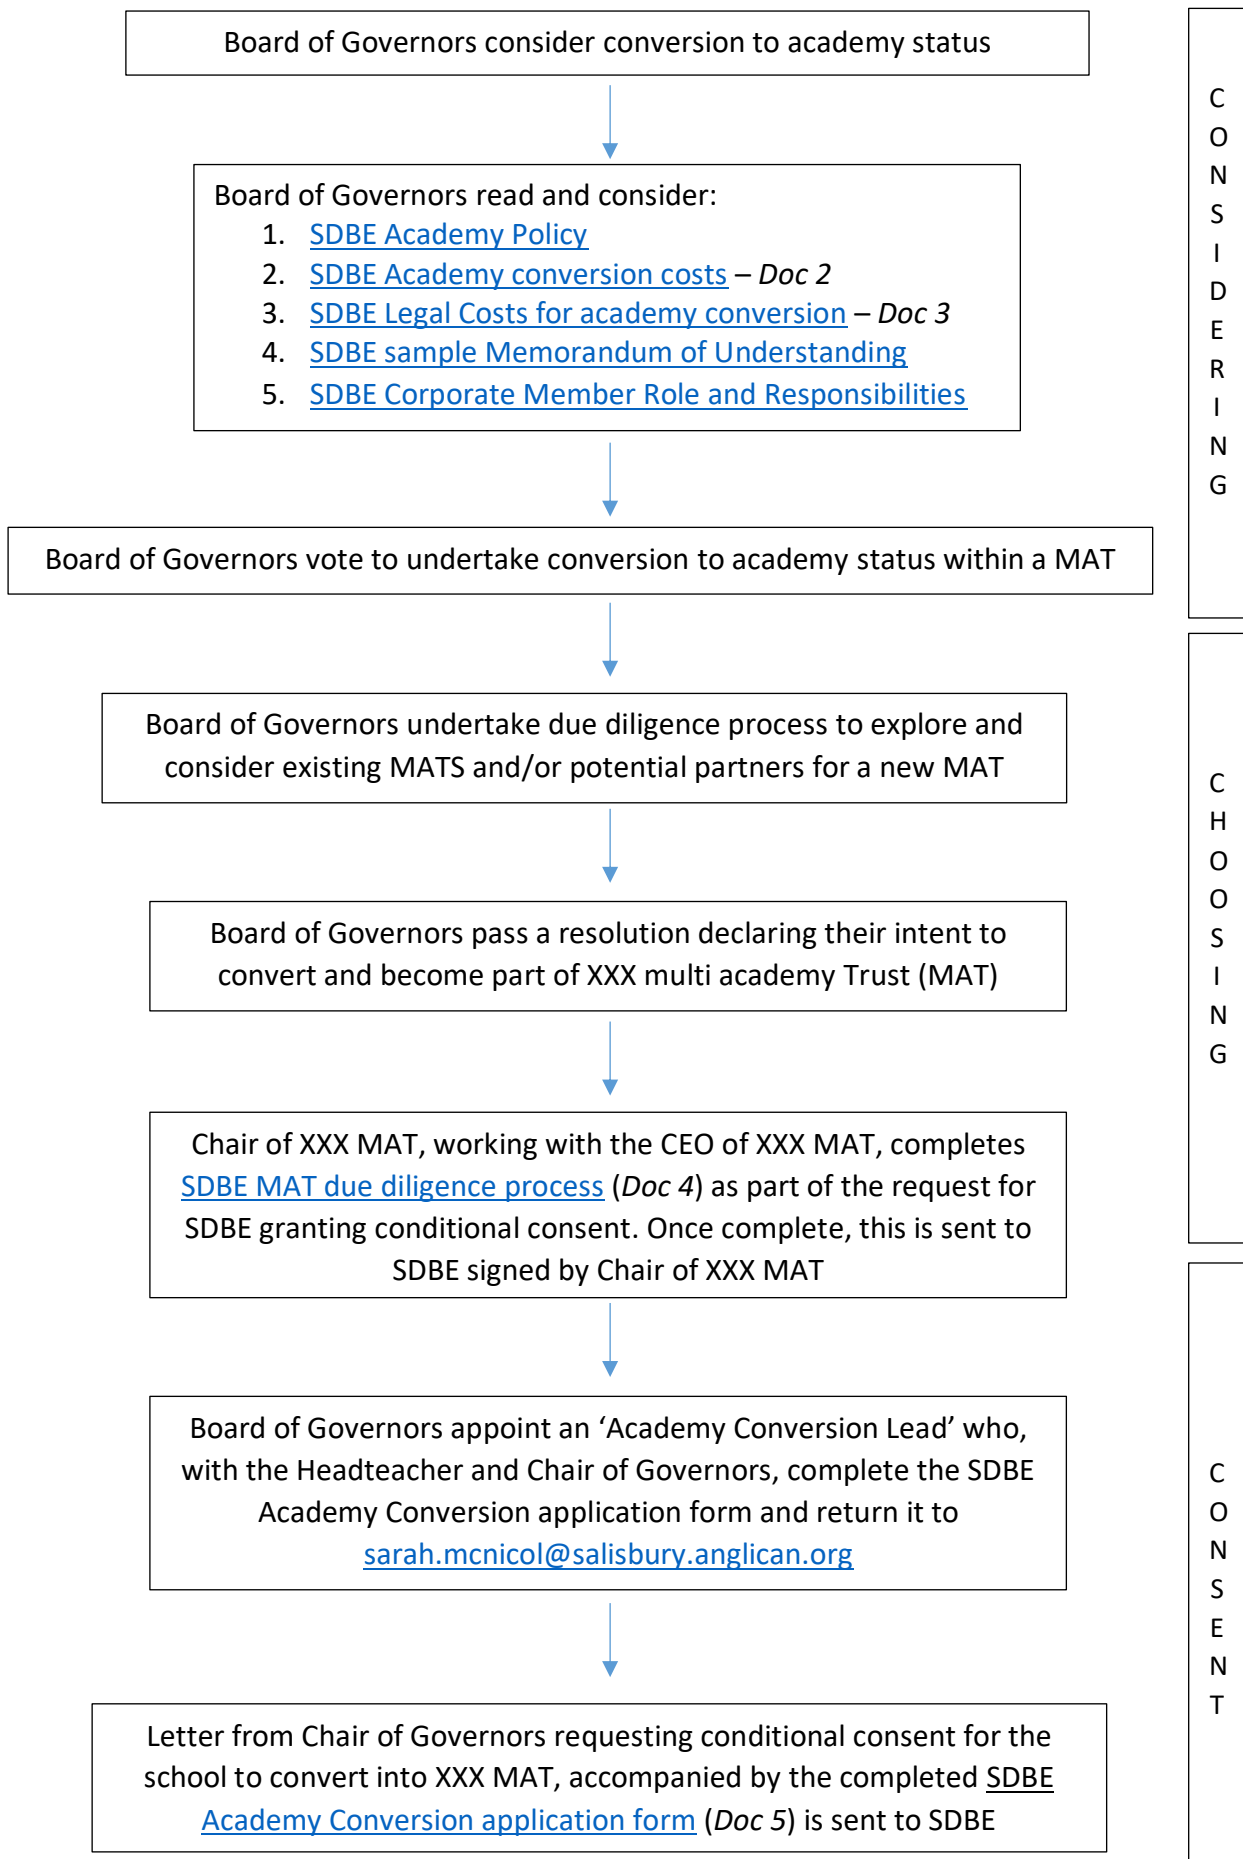 Board of Governors consider conversion to academy status
Board of Governors read and consider:
1. SDBE Academy Policy
2. SDBE Academy conversion costs – Doc 2
3. SDBE Legal Costs for academy conversion – Doc 3
4. SDBE sample Memorandum of Understanding
5. SDBE Corporate Member Role and Responsibilities
Board of Governors vote to undertake conversion to academy status within a MAT
C
O
N
S
I
D
E
R
I
N
G
Board of Governors undertake due diligence process to explore and
consider existing MATS and/or potential partners for a new MAT
Board of Governors pass a resolution declaring their intent to
convert and become part of XXX multi academy Trust (MAT)
Chair of XXX MAT, working with the CEO of XXX MAT, completes
SDBE MAT due diligence process (Doc 4) as part of the request for
SDBE granting conditional consent. Once complete, this is sent to
SDBE signed by Chair of XXX MAT
C
H
O
O
S
I
N
G
Board of Governors appoint an ‘Academy Conversion Lead’ who,
with the Headteacher and Chair of Governors, complete the SDBE
Academy Conversion application form and return it to
sarah.mcnicol@salisbury.anglican.org
Letter from Chair of Governors requesting conditional consent for the
school to convert into XXX MAT, accompanied by the completed SDBE
Academy Conversion application form (Doc 5) is sent to SDBE
C
O
N
S
E
N
T